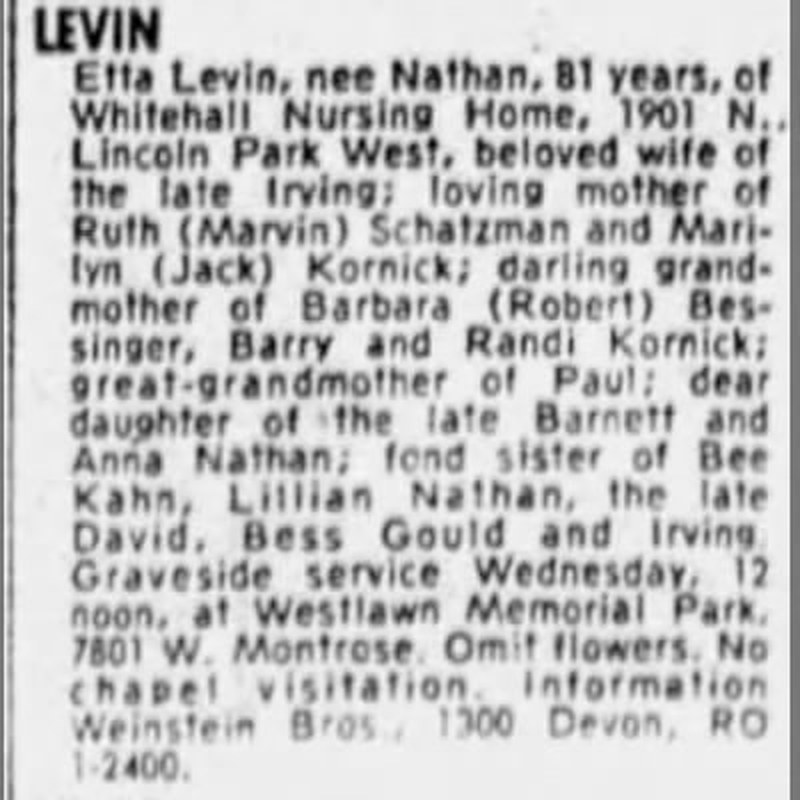 LEVIN
Etta Levin, nee Nathan, 81 years, of
Whitehall Nursing Home, 1901 N.,
Lincoln Park West, beloved wife of
the late Irving; loving mother of
Ruth (Marvin) Schatzman and Mari-
lyn (Jack) Kornick; darling grand-
mother of Barbara (Robert) Bes-
singer, Barry and Randi Kornick;
great-grandmother of Paul; dear
daughter of the late Barnett and
Anna Nathan; fond sister of Bee
Kahn, Lillian Nathan, the late
David, Bess Gould and Irving.
Graveside service Wednesday, 12
noon, at Westlawn Memorial Park,
7801 W. Montrose. Omit flowers. No
chapel visitation. Information
Weinstein Bros., 1300 Devon, RO
1-2400.